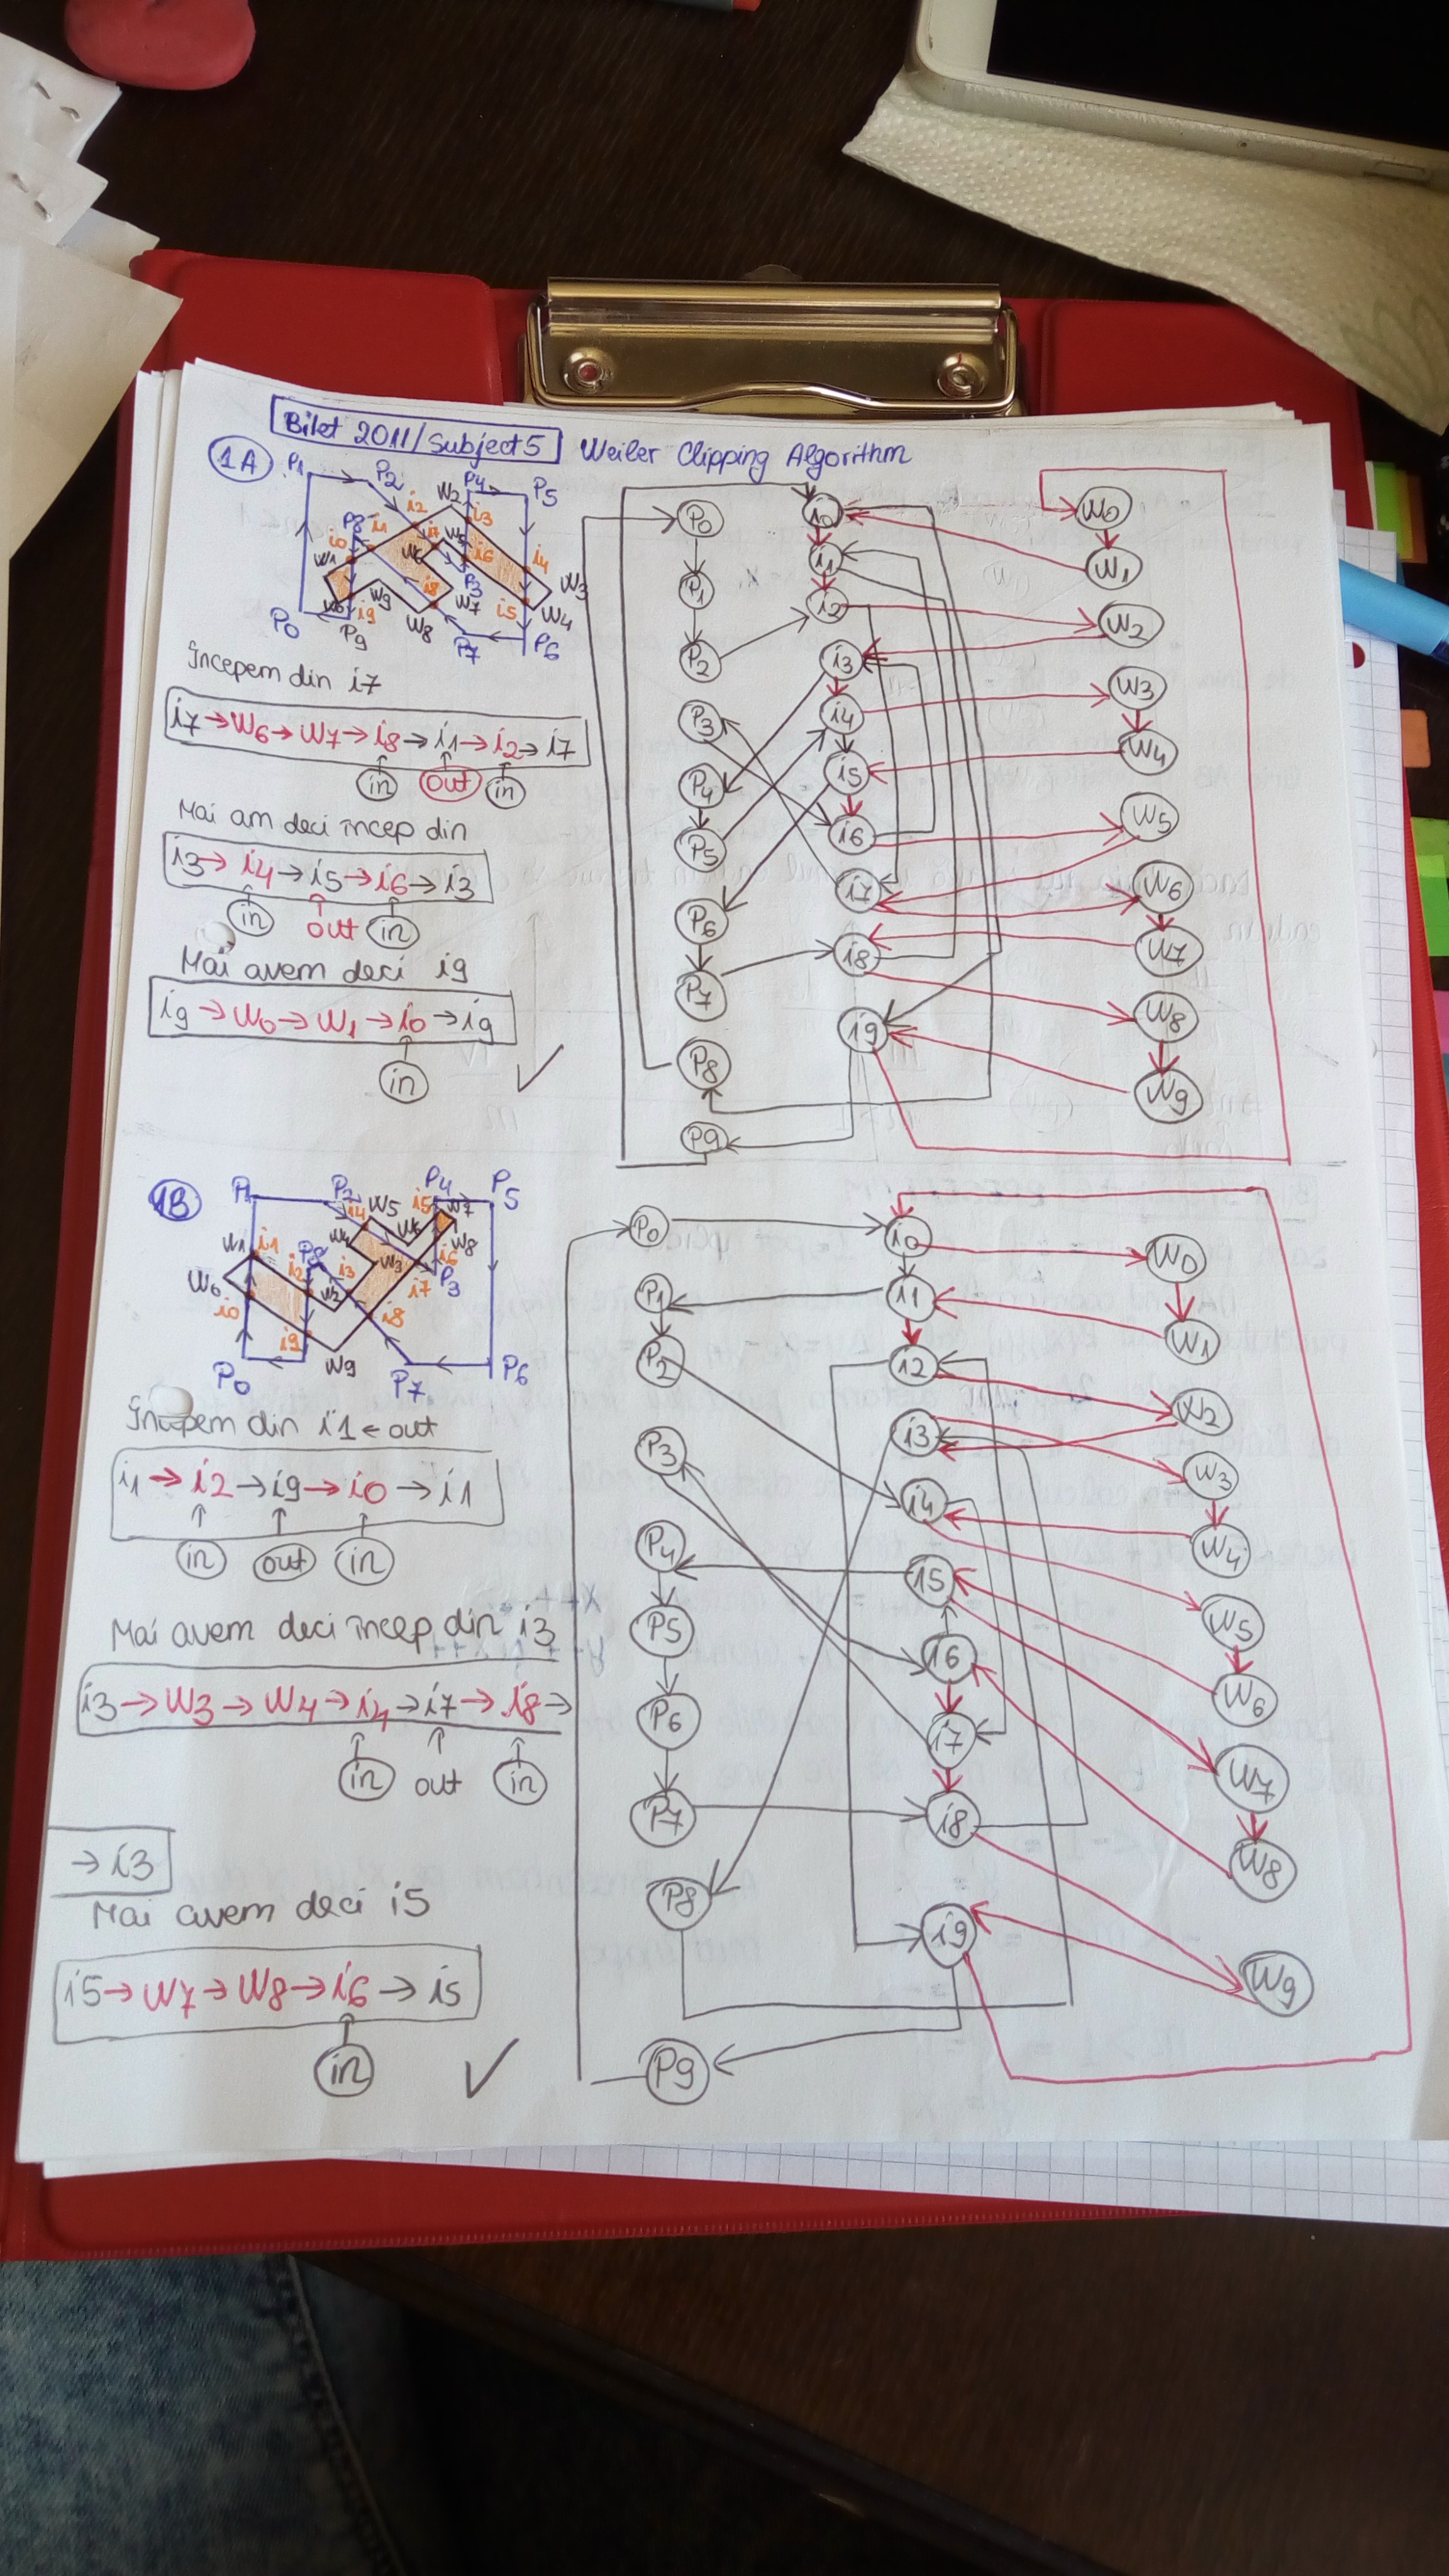 Bilet 2011/Subject 5 Weiler Clipping Algorithm
1A
P1 P2 P4 P5
W2
i2 i3
P8 i1 i7 W5
i0 W6 i6 i4
W1 P3 W3
W9 i8 W7 i5 W4
W0 i9 W8
P0 P9 P7 P6
Începem din i7
i7 → W6 → W7 → i8 → i1 → i2 → i7
in out in
Mai am deci încep din
i3 → i4 → i5 → i6 → i3
in out in
Mai avem deci i9
i9 → W0 → W1 → i0 → i9
in
P0
P1
P2
P3
P4
P5
P6
P7
P8
P9
i0
i1
i2
i3
i4
i5
i6
i7
i8
i9
W0
W1
W2
W3
W4
W5
W6
W7
W8
W9
1B
P1 P2 P4 P5
i4 W5 i5 W7
W4 W6 W8
W1 i1 P8 W3 i6
W0 i2 i3 P3
i0 W2 i7
i9 i8
W9
P0 P7 P6
Începem din i1 ← out
i1 → i2 → i9 → i0 → i1
in out in
Mai avem deci încep din i3
i3 → W3 → W4 → i4 → i7 → i8 →
in out in
→ i3
Mai avem deci i5
i5 → W7 → W8 → i6 → i5
in
P0
P1
P2
P3
P4
P5
P6
P7
P8
P9
i0
i1
i2
i3
i4
i5
i6
i7
i8
i9
W0
W1
W2
W3
W4
W5
W6
W7
W8
W9